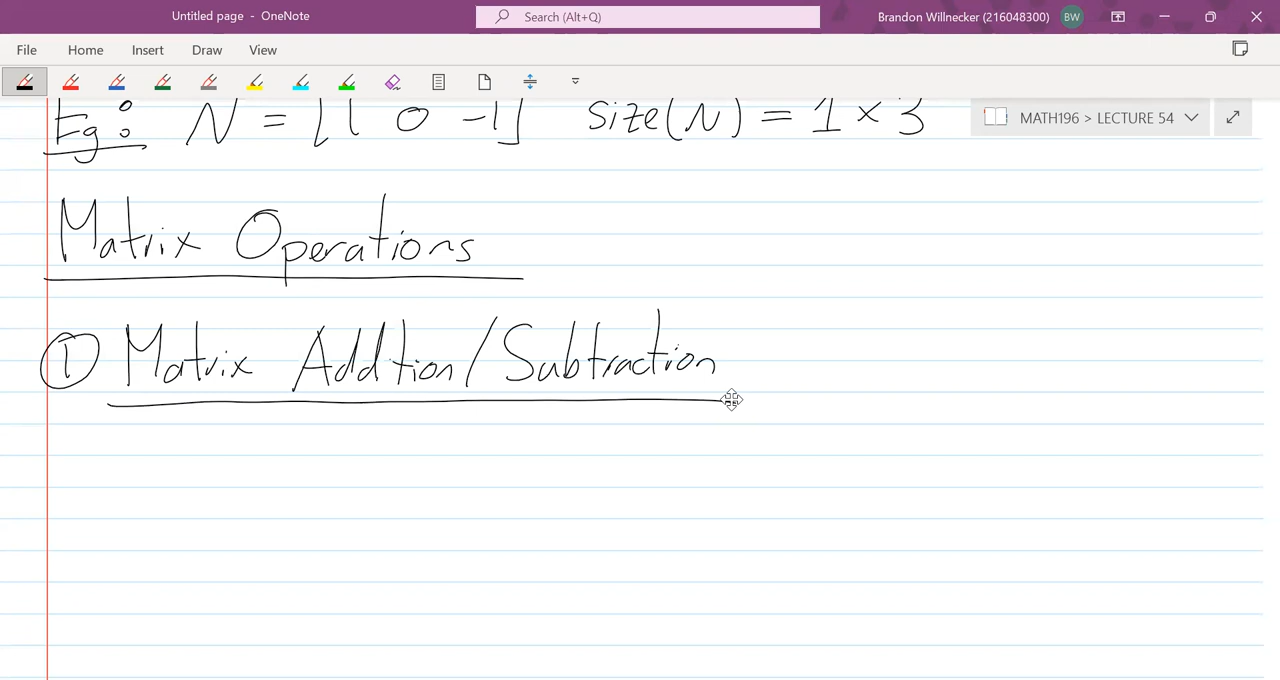 Untitled page - OneNote
Search (Alt+Q)
Brandon Willnecker (216048300) BW
File Home Insert Draw View
MATH196 > LECTURE 54
Eg: N = [1 0 -1] size(N) = 1 × 3
Matrix Operations
① Matrix Addtion/Subtraction